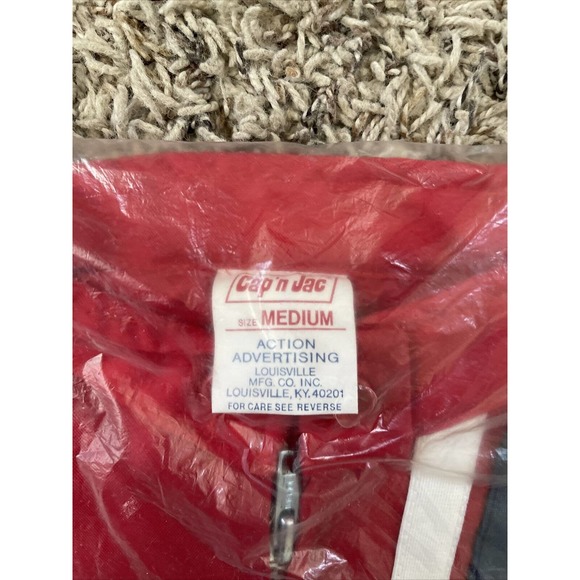 Cap'n Jac
SIZE MEDIUM
ACTION
ADVERTISING
LOUISVILLE
MFG. CO. INC.
LOUISVILLE, KY. 40201
FOR CARE SEE REVERSE